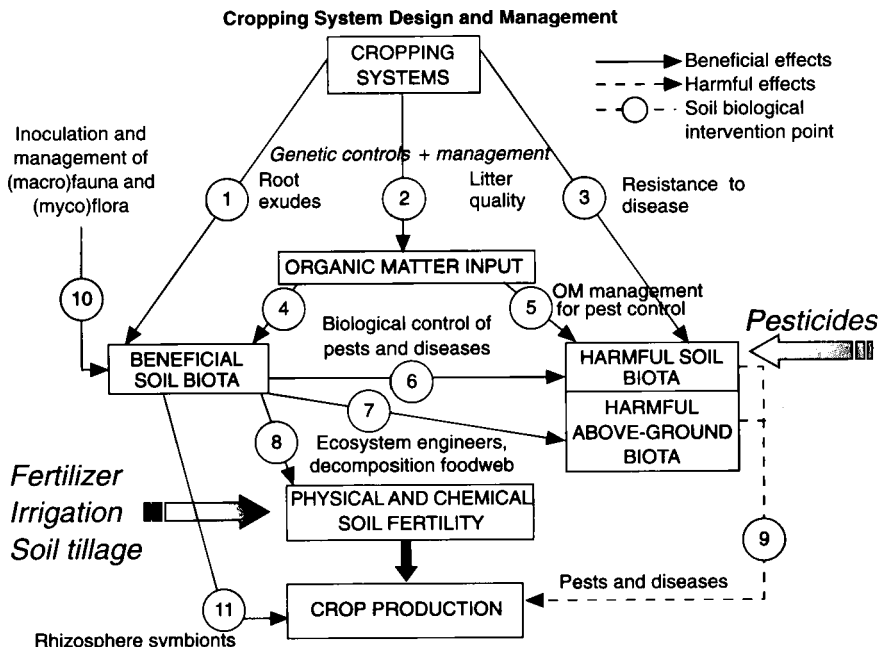 Cropping System Design and Management
CROPPING
SYSTEMS
Beneficial effects
Harmful effects
Soil biological
intervention point
Inoculation and
management of
(macro)fauna and
(myco)flora
Genetic controls + management
1
Root
exudes
2
Litter
quality
3
Resistance to
disease
ORGANIC MATTER INPUT
10
4
5
OM management
for pest control
Biological control of
pests and diseases
Pesticides
BENEFICIAL
SOIL BIOTA
6
HARMFUL SOIL
BIOTA
7
HARMFUL
ABOVE-GROUND
BIOTA
8
Ecosystem engineers,
decomposition foodweb
Fertilizer
Irrigation
Soil tillage
PHYSICAL AND CHEMICAL
SOIL FERTILITY
9
Pests and diseases
11
CROP PRODUCTION
Rhizosphere symbionts